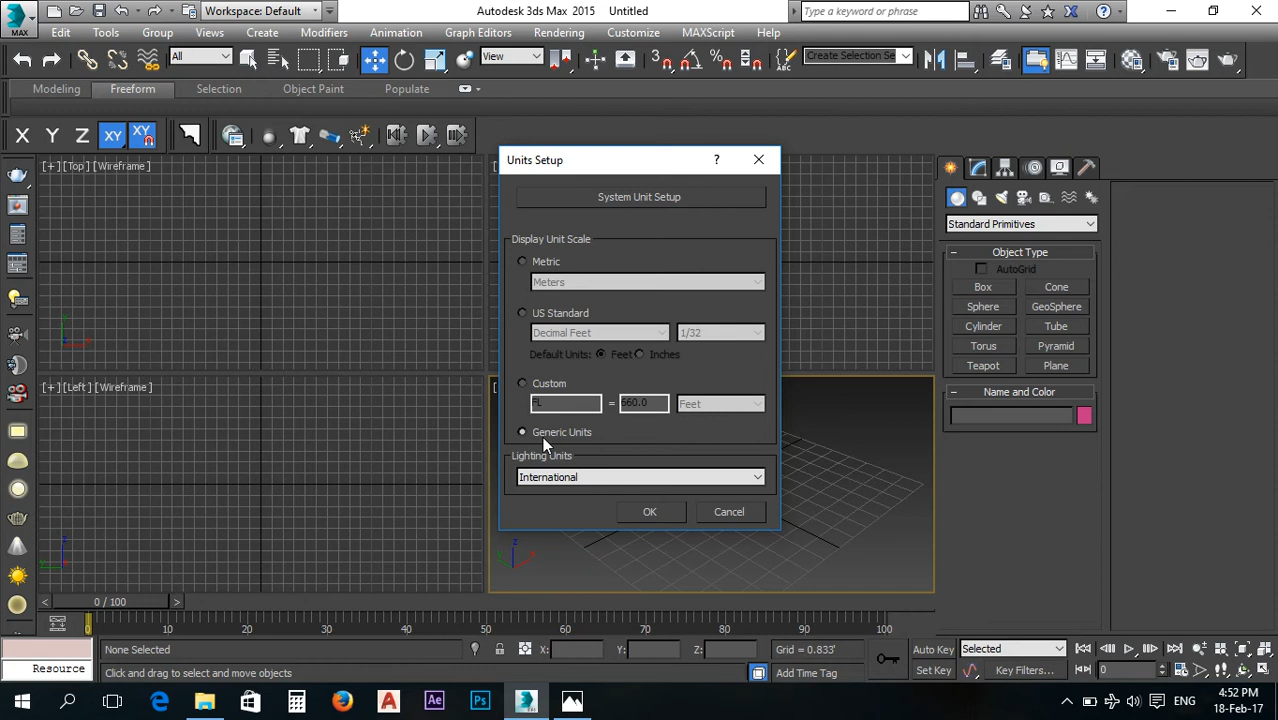 Workspace: Default
Autodesk 3ds Max 2015 Untitled
Type a keyword or phrase
MAX
Edit Tools Group Views Create Modifiers Animation Graph Editors Rendering Customize MAXScript Help
All
View
Create Selection Se
Modeling Freeform Selection Object Paint Populate
X Y Z XY XY
[+][Top][Wireframe]
Units Setup
?
System Unit Setup
Display Unit Scale
Metric
Meters
US Standard
Decimal Feet 1/32
Default Units: Feet Inches
Custom
FL = 660.0 Feet
Generic Units
Lighting Units
International
OK Cancel
Standard Primitives
Object Type
AutoGrid
Box Cone
Sphere GeoSphere
Cylinder Tube
Torus Pyramid
Teapot Plane
Name and Color
[+][Left][Wireframe]
0 / 100
0 10 20 30 40 50 60 70 80 90 100
None Selected X: Y: Z: Grid = 0.833' Auto Key Selected
Resource Click and drag to select and move objects Add Time Tag Set Key Key Filters... 0
ENG
4:52 PM
18-Feb-17